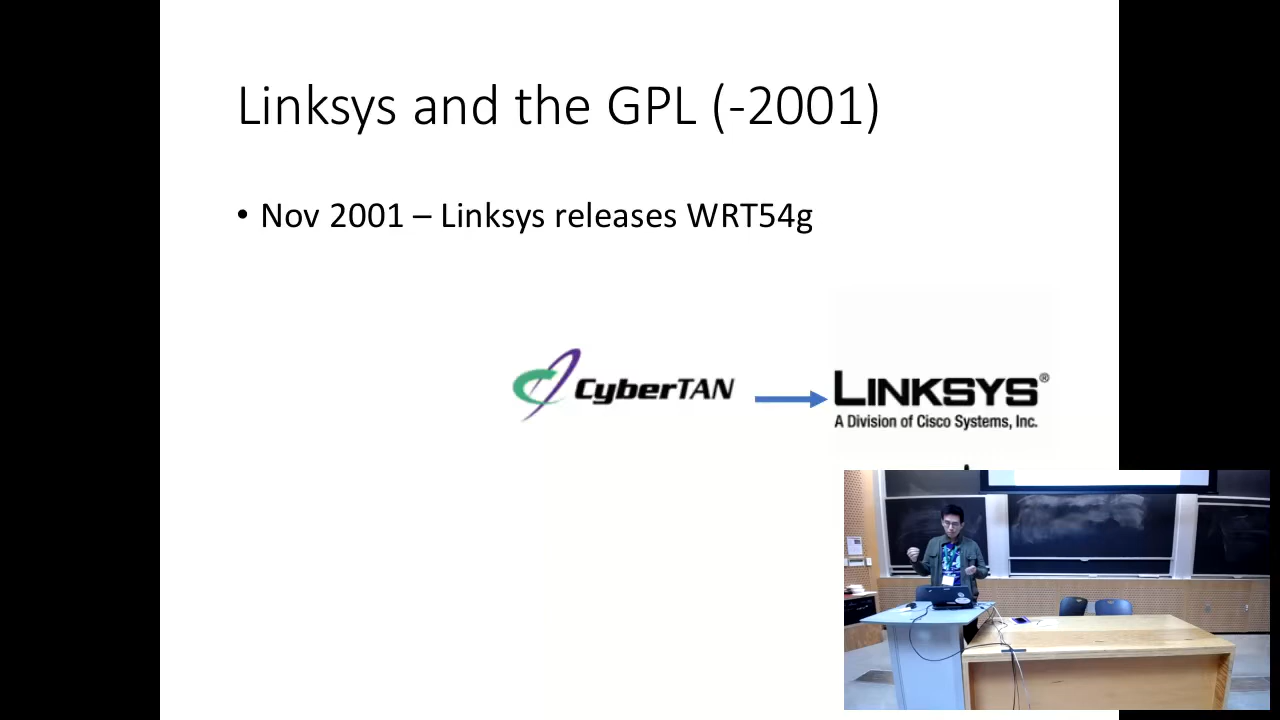 Linksys and the GPL (-2001)
• Nov 2001 – Linksys releases WRT54g
CyberTAN
LINKSYS®
A Division of Cisco Systems, Inc.